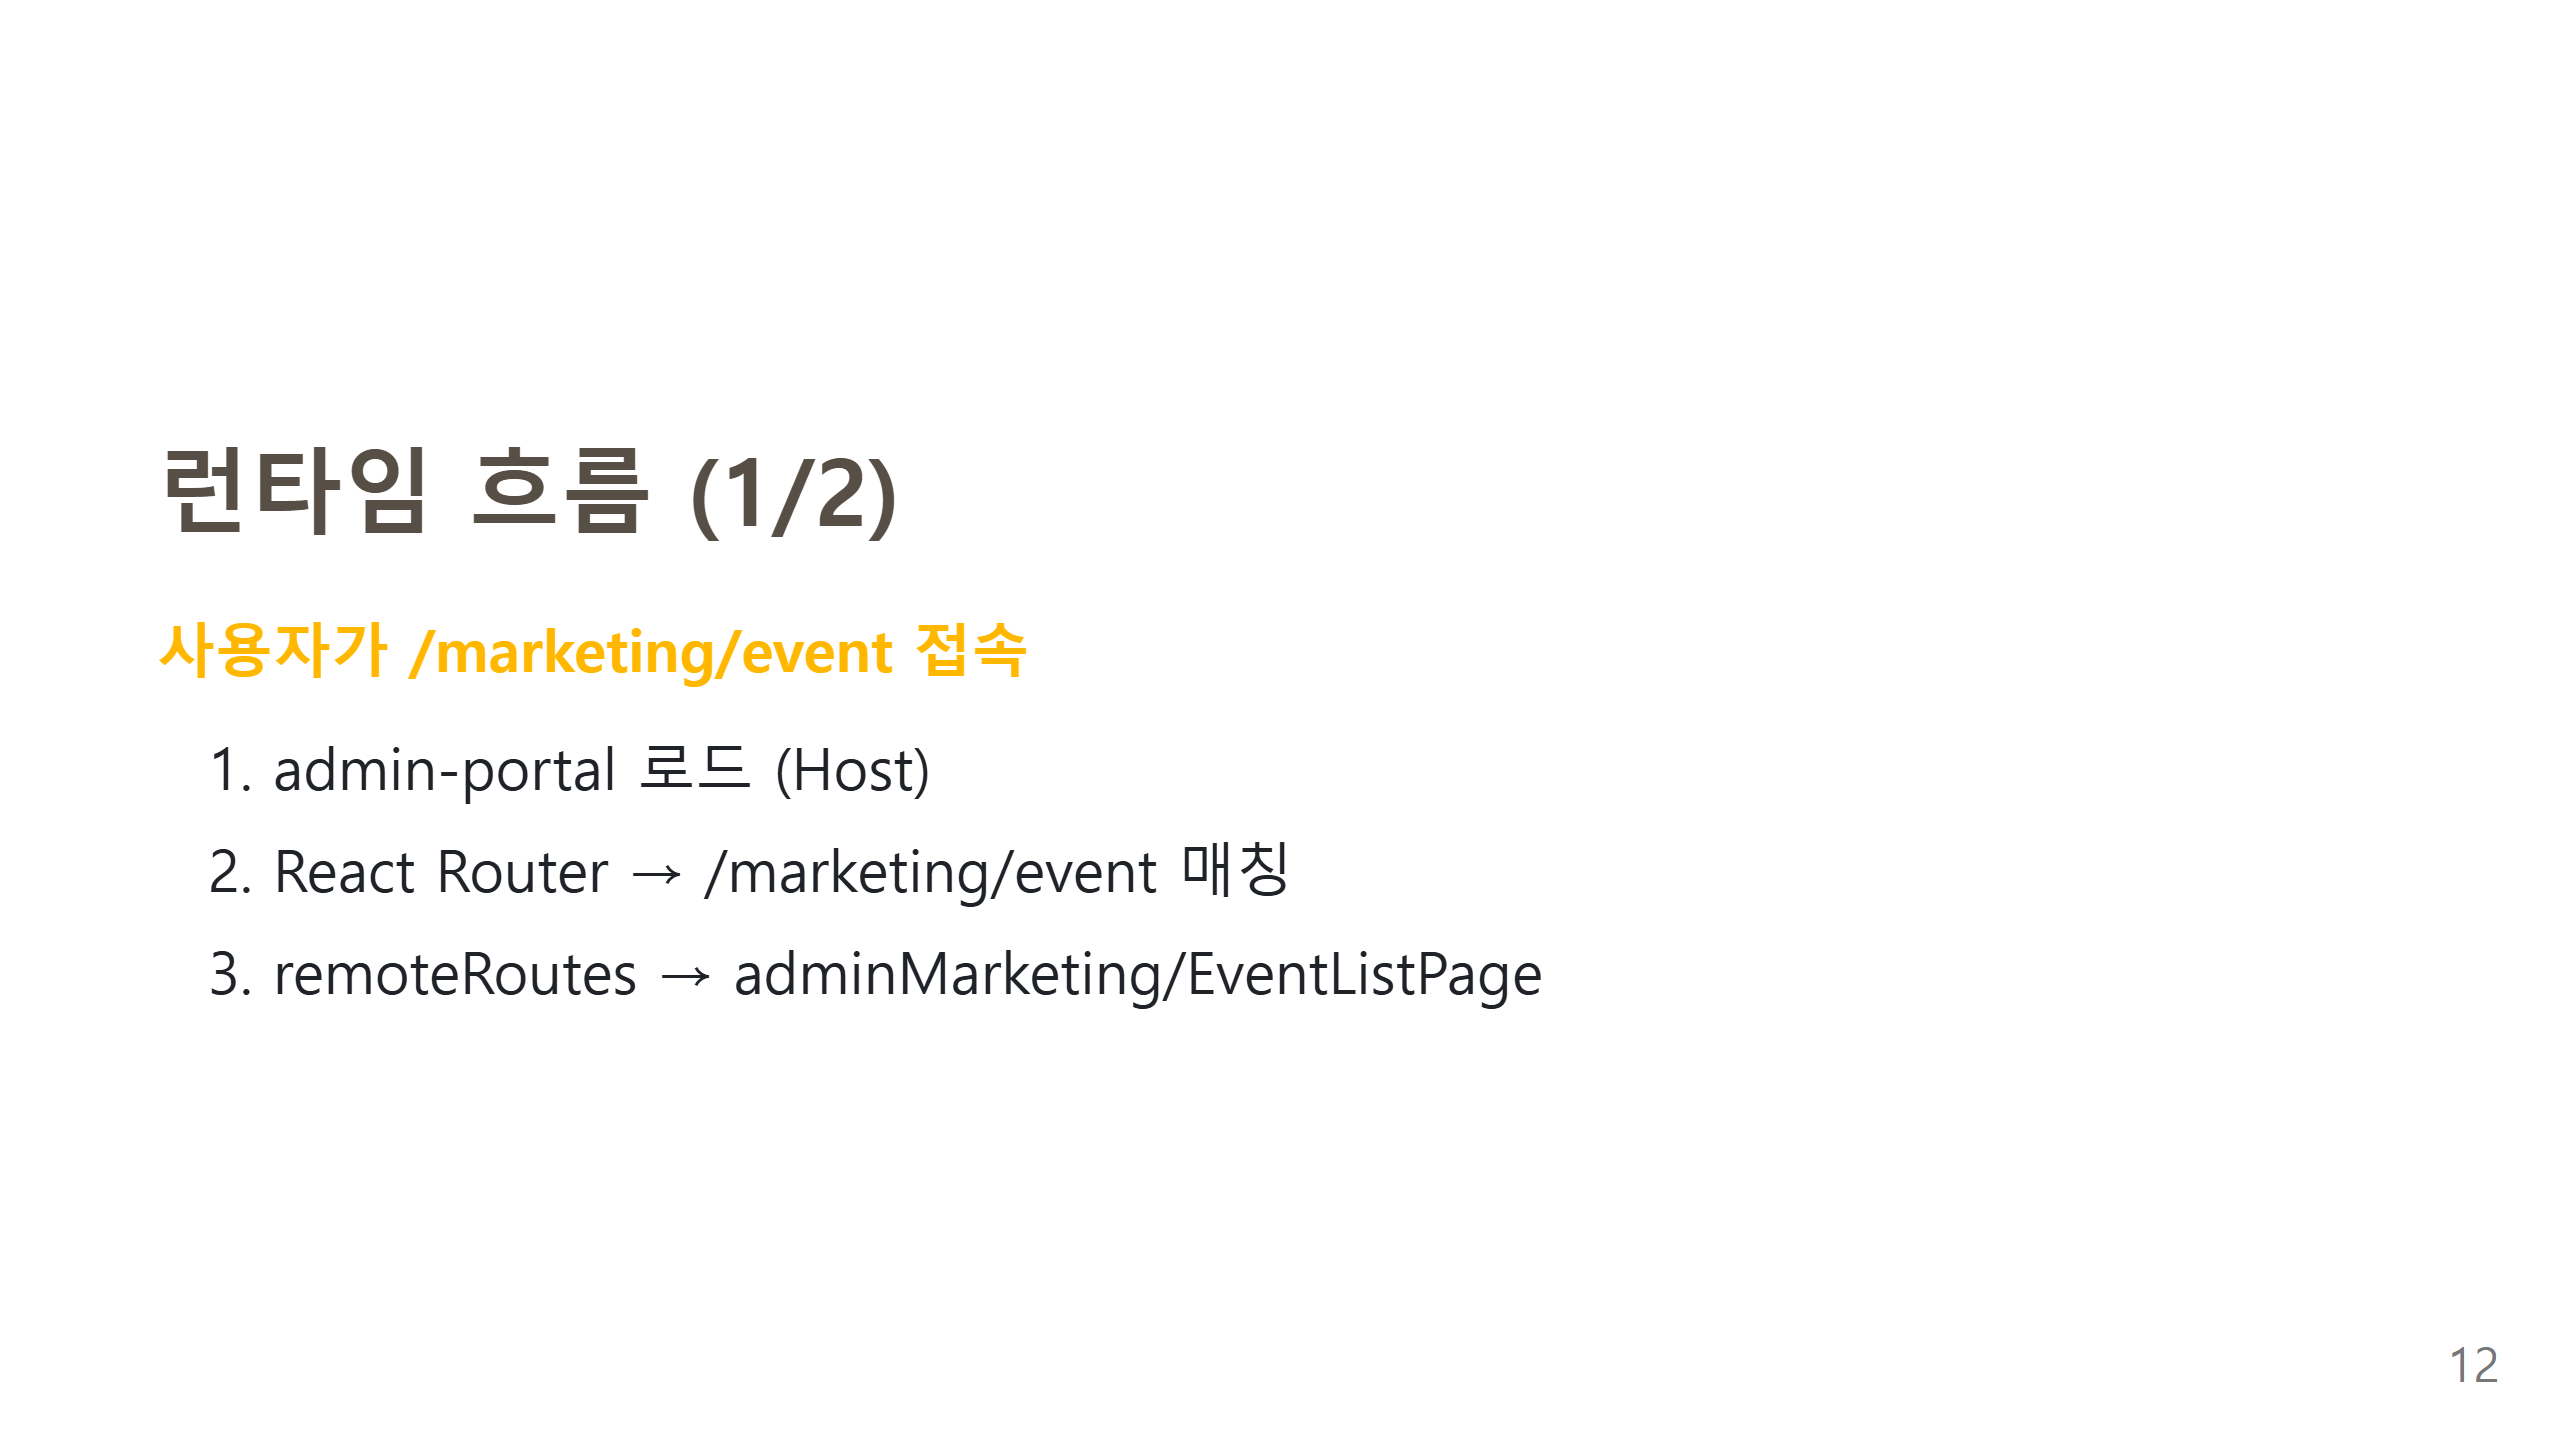 런타임 흐름 (1/2)
사용자가 /marketing/event 접속
1. admin-portal 로드 (Host)
2. React Router → /marketing/event 매칭
3. remoteRoutes → adminMarketing/EventListPage
12